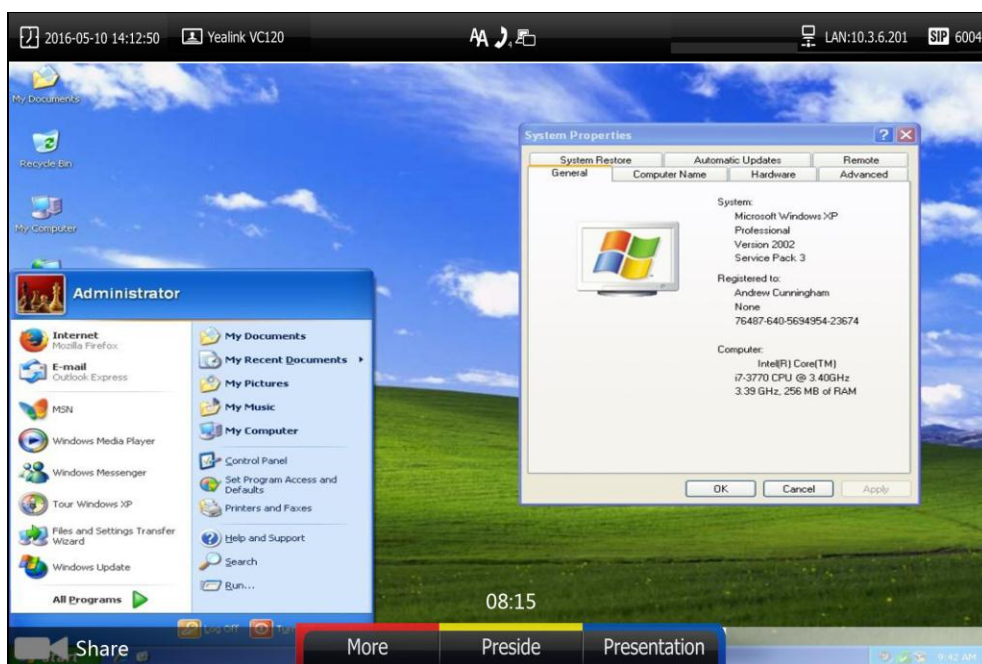 2016-05-10 14:12:50 Yealink VC120 AA LAN:10.3.6.201 SIP 6004
My Documents
Recycle Bin
My Computer
System Properties
System Restore Automatic Updates Remote
General Computer Name Hardware Advanced
System:
Microsoft Windows XP
Professional
Version 2002
Service Pack 3
Registered to:
Andrew Cunningham
None
76487-640-5694954-23674
Computer:
Intel(R) Core(TM)
i7-3770 CPU @ 3.40GHz
3.39 GHz, 256 MB of RAM
OK Cancel Apply
Administrator
Internet
Mozilla Firefox
E-mail
Outlook Express
MSN
Windows Media Player
Windows Messenger
Tour Windows XP
Files and Settings Transfer
Wizard
Windows Update
All Programs
My Documents
My Recent Documents
My Pictures
My Music
My Computer
Control Panel
Set Program Access and
Defaults
Printers and Faxes
Help and Support
Search
Run...
Log Off
08:15
Share More Preside Presentation
9:42 AM